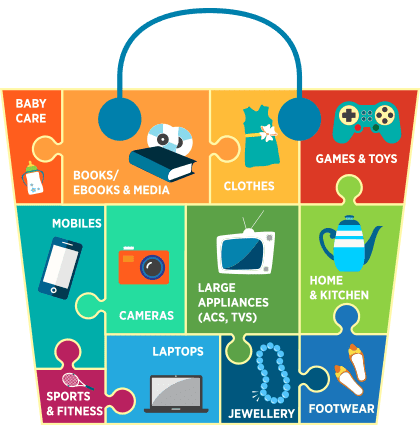 BABY
CARE
BOOKS/
EBOOKS & MEDIA
CLOTHES
GAMES & TOYS
MOBILES
CAMERAS
LARGE
APPLIANCES
(ACS, TVS)
HOME
& KITCHEN
SPORTS
& FITNESS
LAPTOPS
JEWELLERY
FOOTWEAR